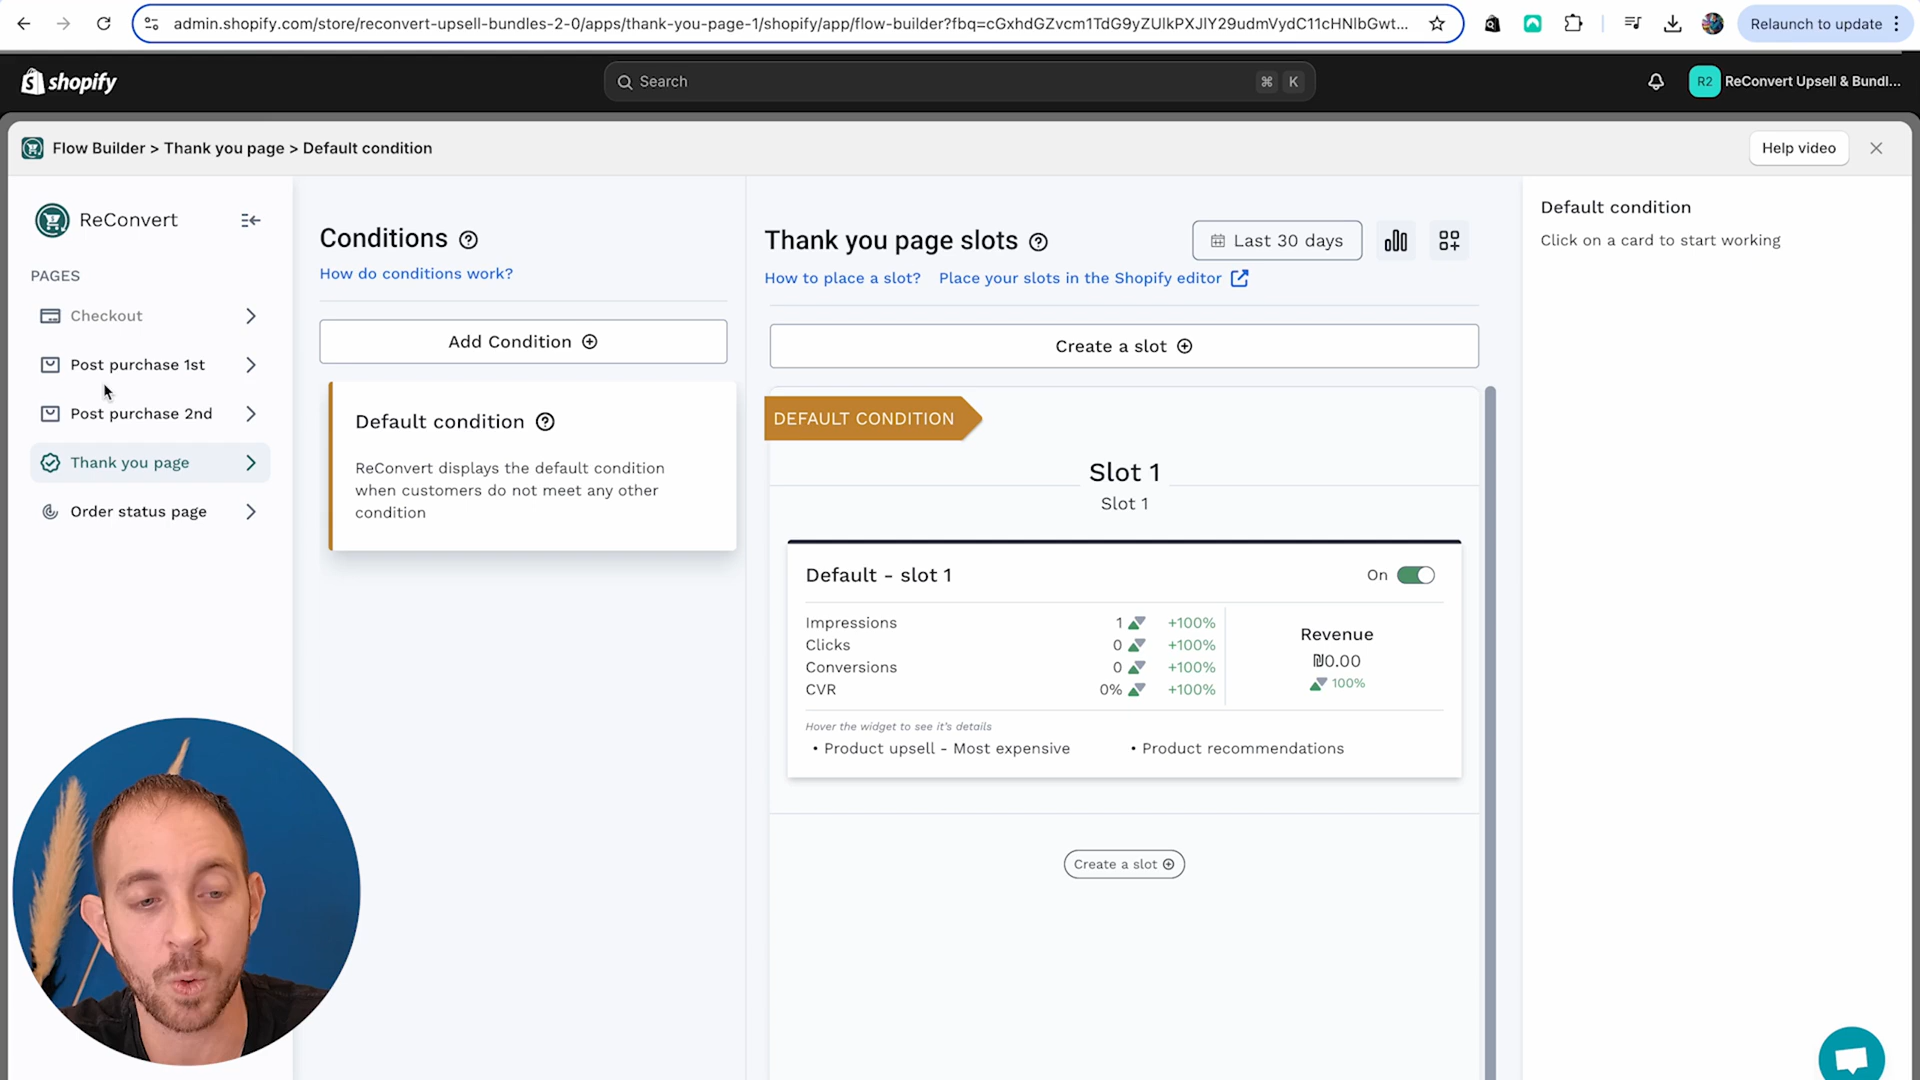 admin.shopify.com/store/reconvert-upsell-bundles-2-0/apps/thank-you-page-1/shopify/app/flow-builder?fbq=cGxhdGZvcm1TdG9yZUlkPXJlY29udmVydC11cHNlbGwt...
Relaunch to update
shopify
Search
⌘ K
R2
ReConvert Upsell & Bundl...
Flow Builder > Thank you page > Default condition
Help video
ReConvert
PAGES
Checkout
Post purchase 1st
Post purchase 2nd
Thank you page
Order status page
Conditions
How do conditions work?
Add Condition
Default condition
ReConvert displays the default condition
when customers do not meet any other
condition
Thank you page slots
Last 30 days
How to place a slot? Place your slots in the Shopify editor
Create a slot
DEFAULT CONDITION
Slot 1
Slot 1
Default - slot 1
On
Impressions 1 +100%
Clicks 0 +100%
Conversions 0 +100%
CVR 0% +100%
Revenue
₪0.00
100%
Hover the widget to see it's details
• Product upsell - Most expensive
• Product recommendations
Create a slot
Default condition
Click on a card to start working